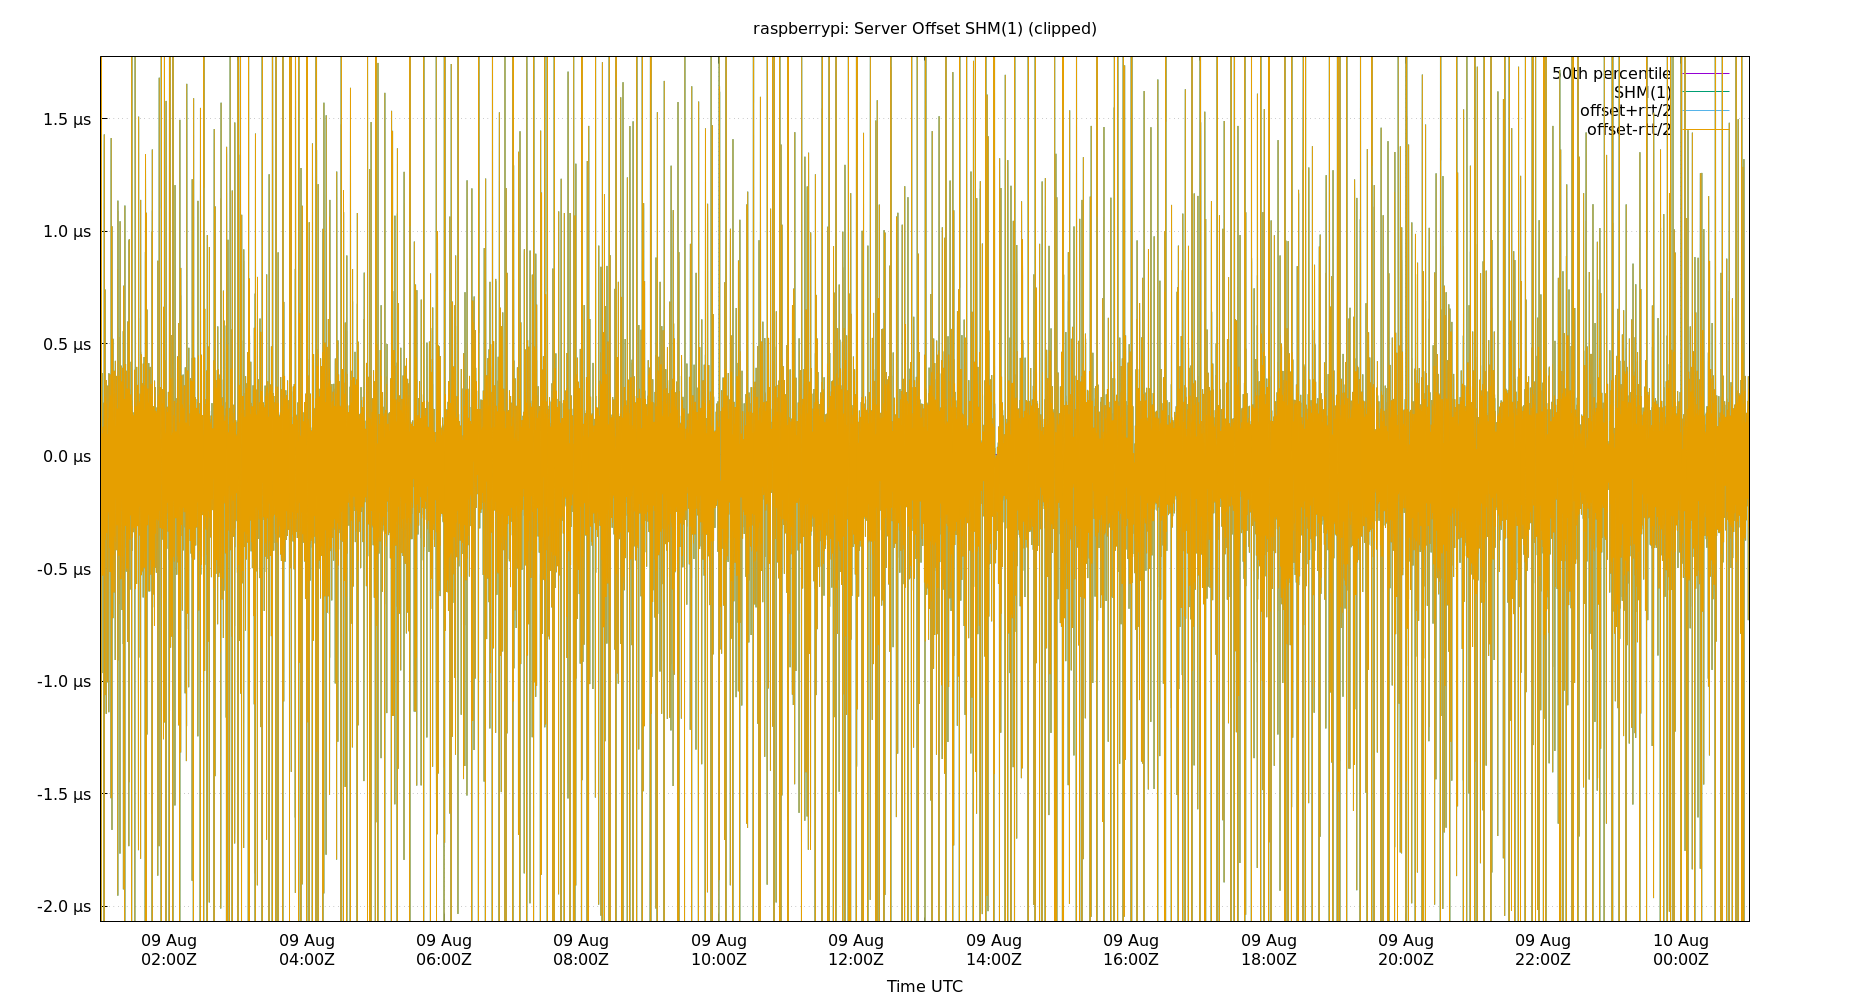 raspberrypi: Server Offset SHM(1) (clipped)
50th percentile
SHM(1)
offset+rtt/2
offset-rtt/2
1.5 µs
1.0 µs
0.5 µs
0.0 µs
-0.5 µs
-1.0 µs
-1.5 µs
-2.0 µs
09 Aug 09 Aug 09 Aug 09 Aug 09 Aug 09 Aug 09 Aug 09 Aug 09 Aug 09 Aug 09 Aug 10 Aug
02:00Z 04:00Z 06:00Z 08:00Z 10:00Z 12:00Z 14:00Z 16:00Z 18:00Z 20:00Z 22:00Z 00:00Z
Time UTC